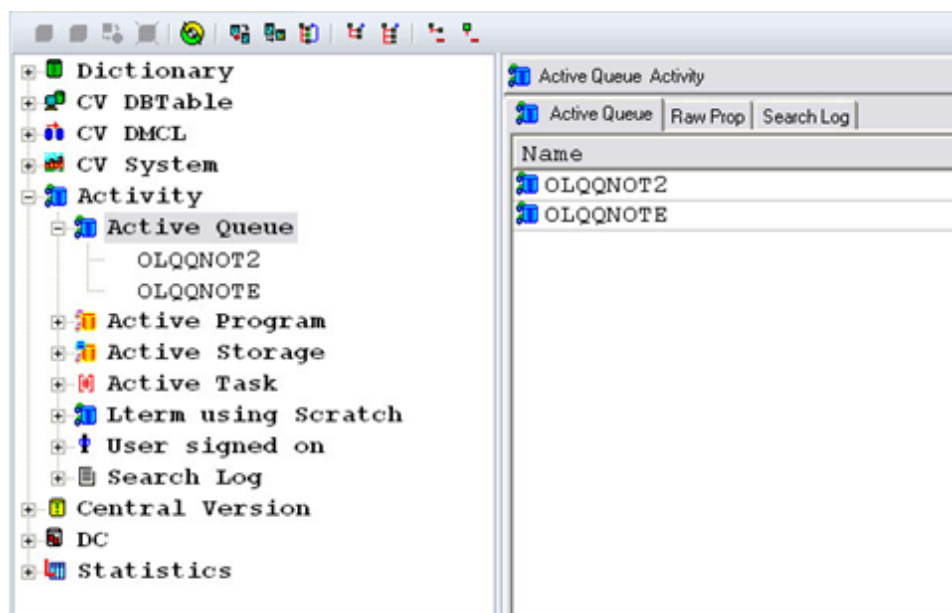 Dictionary
CV DBTable
CV DMCL
CV System
Activity
Active Queue
OLQQNOT2
OLQQNOTE
Active Program
Active Storage
Active Task
Lterm using Scratch
User signed on
Search Log
Central Version
DC
Statistics
Active Queue Activity
Active Queue Raw Prop Search Log
Name
OLQQNOT2
OLQQNOTE